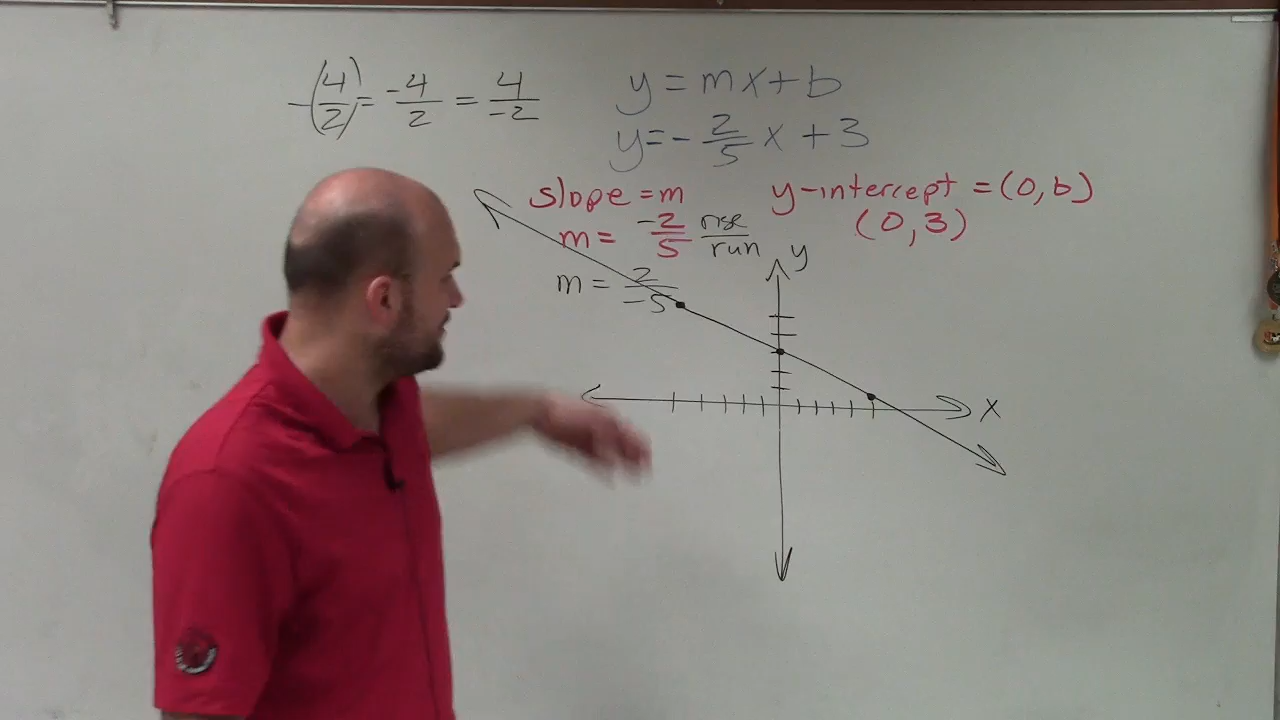 -(4/2) = -4/2 = 4/-2
y = mx + b
y = - 2/5 x + 3
slope = m
y-intercept = (0, b)
m = -2/5 rise/run
(0, 3)
m = 2/-5
y
x